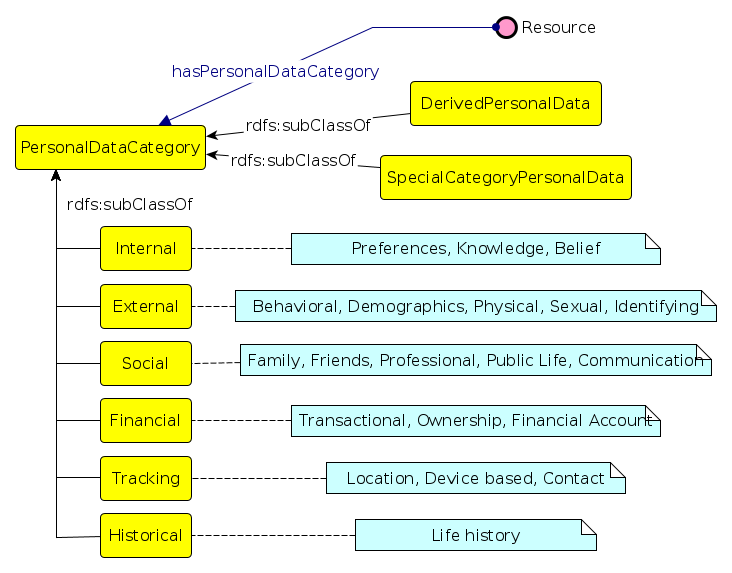 Resource
hasPersonalDataCategory
DerivedPersonalData
rdfs:subClassOf
PersonalDataCategory
rdfs:subClassOf
SpecialCategoryPersonalData
rdfs:subClassOf
Internal
Preferences, Knowledge, Belief
External
Behavioral, Demographics, Physical, Sexual, Identifying
Social
Family, Friends, Professional, Public Life, Communication
Financial
Transactional, Ownership, Financial Account
Tracking
Location, Device based, Contact
Historical
Life history